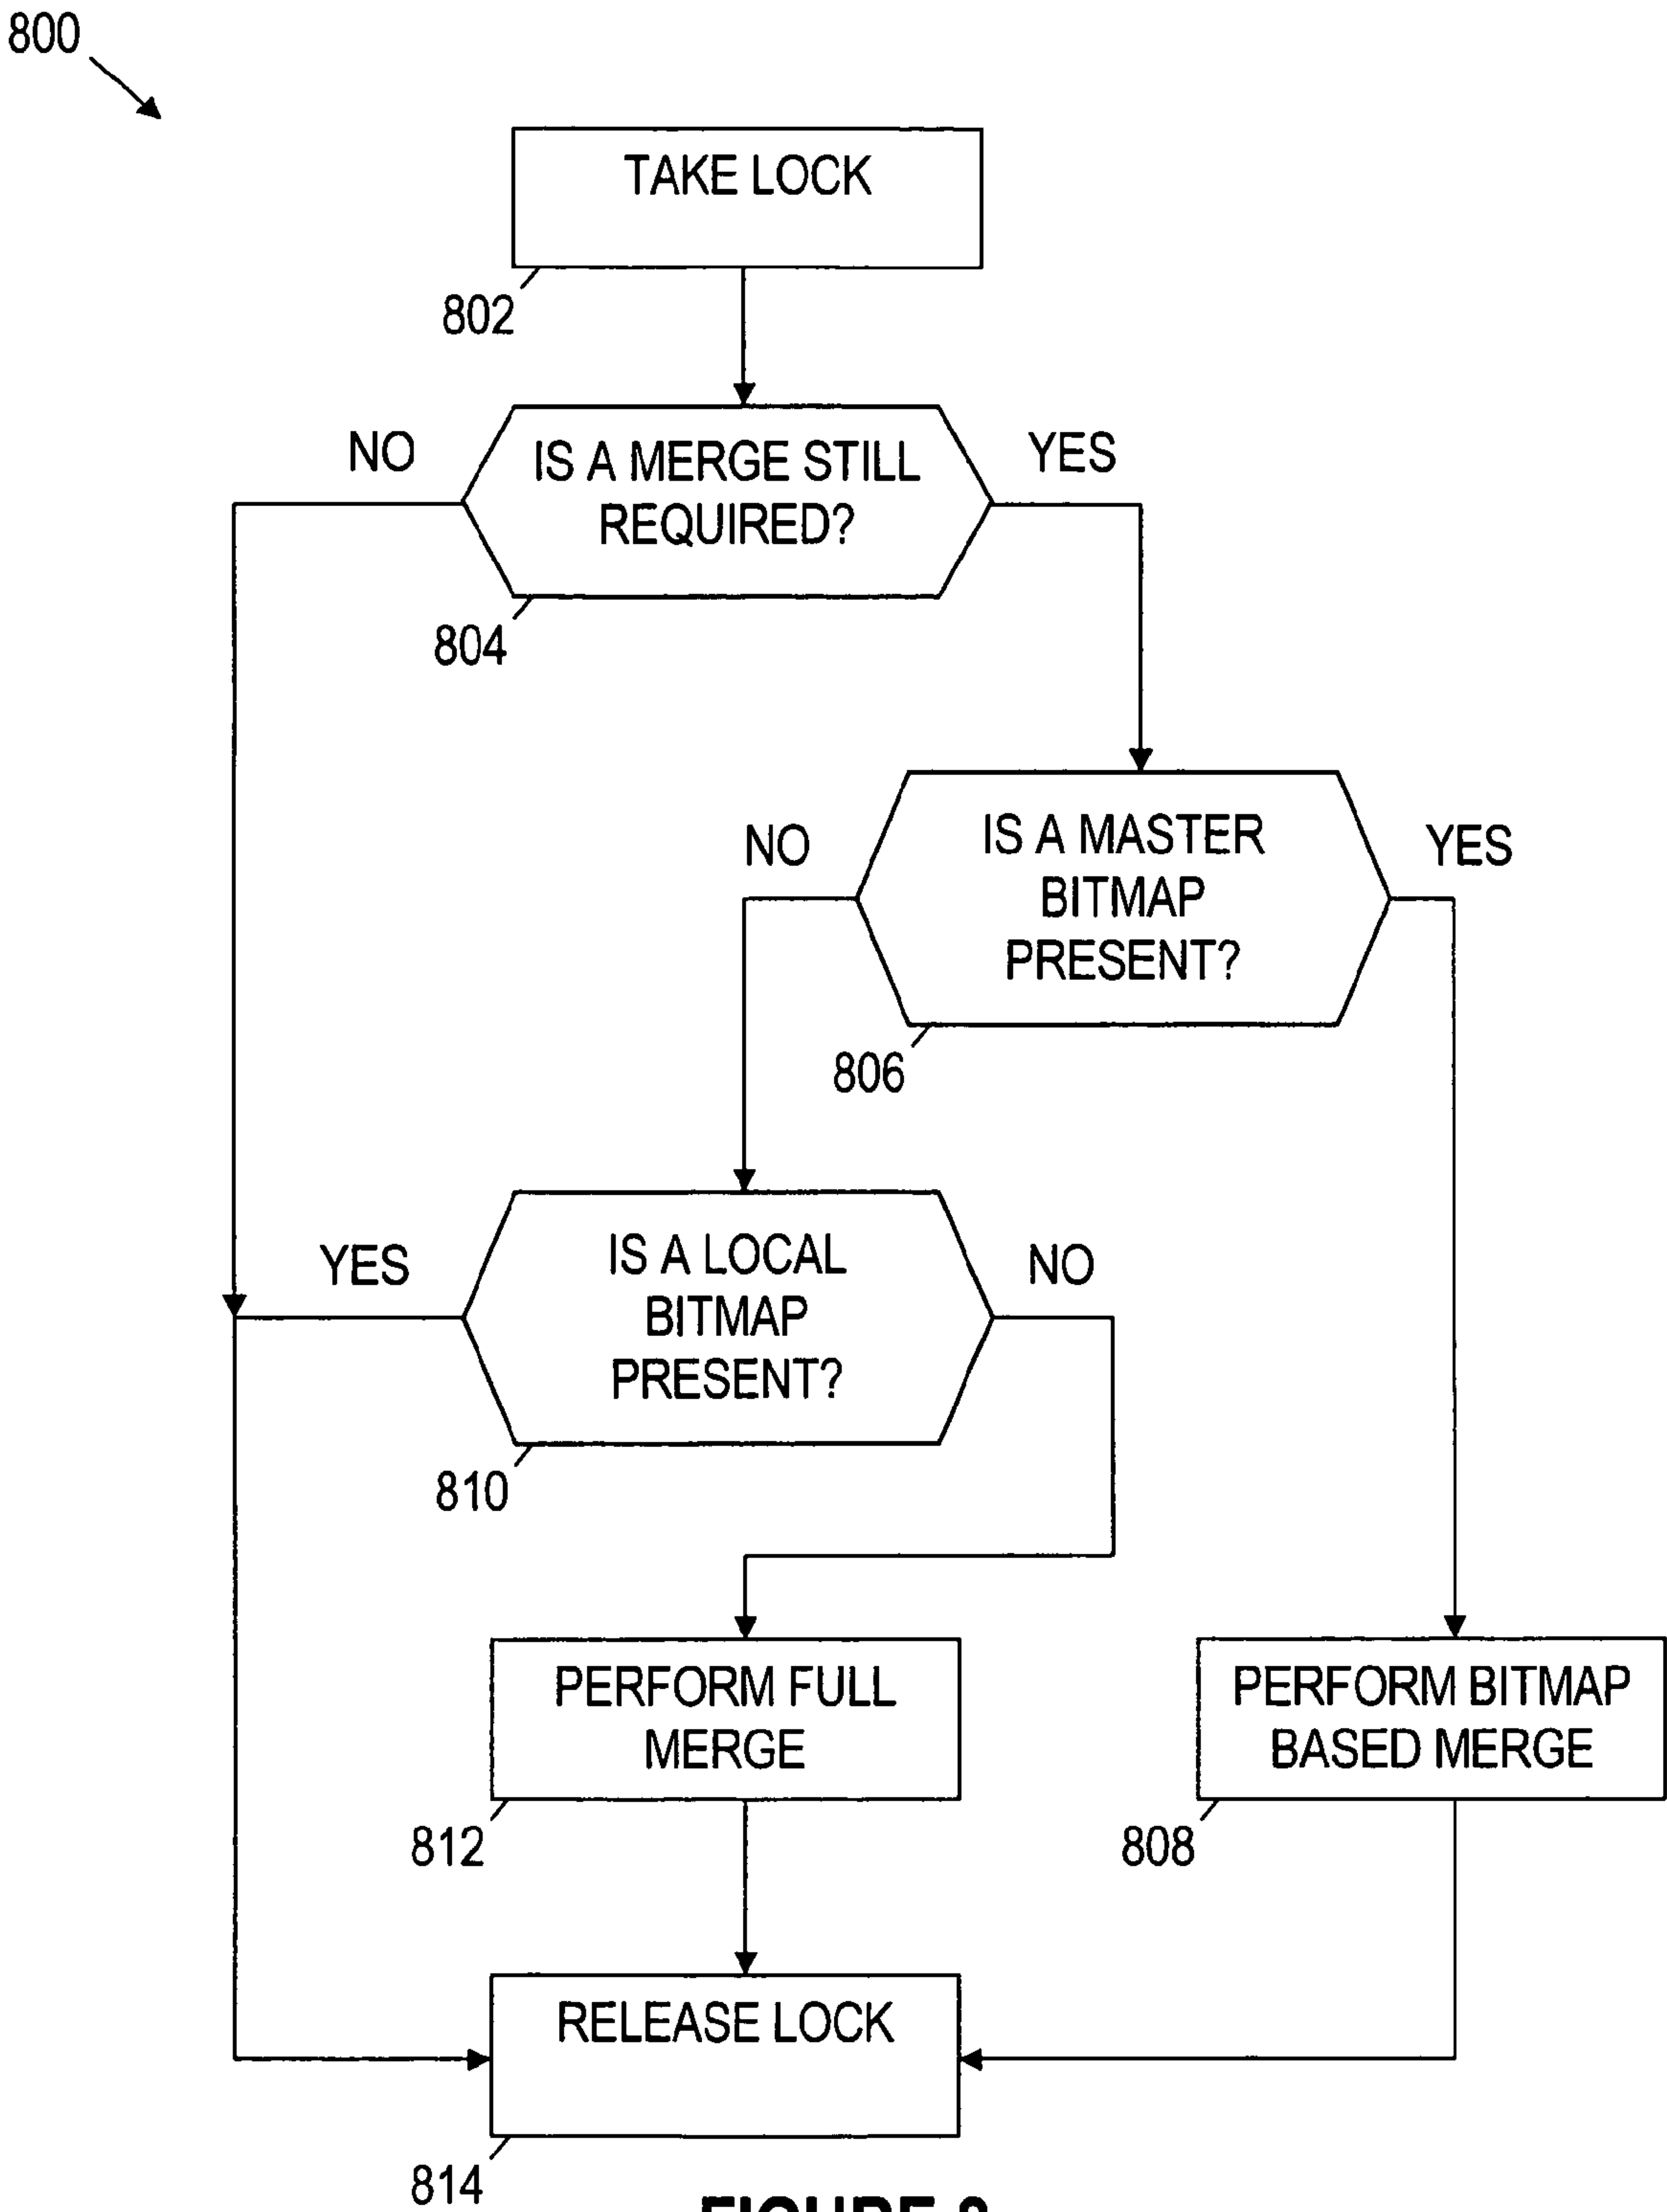 800
TAKE LOCK
802
NO
IS A MERGE STILL
REQUIRED?
YES
804
NO
IS A MASTER
BITMAP
PRESENT?
YES
806
YES
IS A LOCAL
BITMAP
PRESENT?
NO
810
PERFORM FULL
MERGE
812
PERFORM BITMAP
BASED MERGE
808
RELEASE LOCK
814
FIGURE